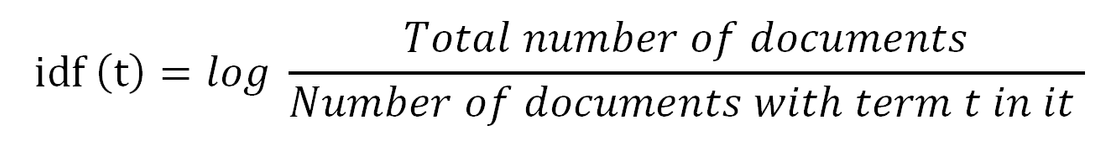 Total number of documents
idf (t) = log
Number of documents with term t in it